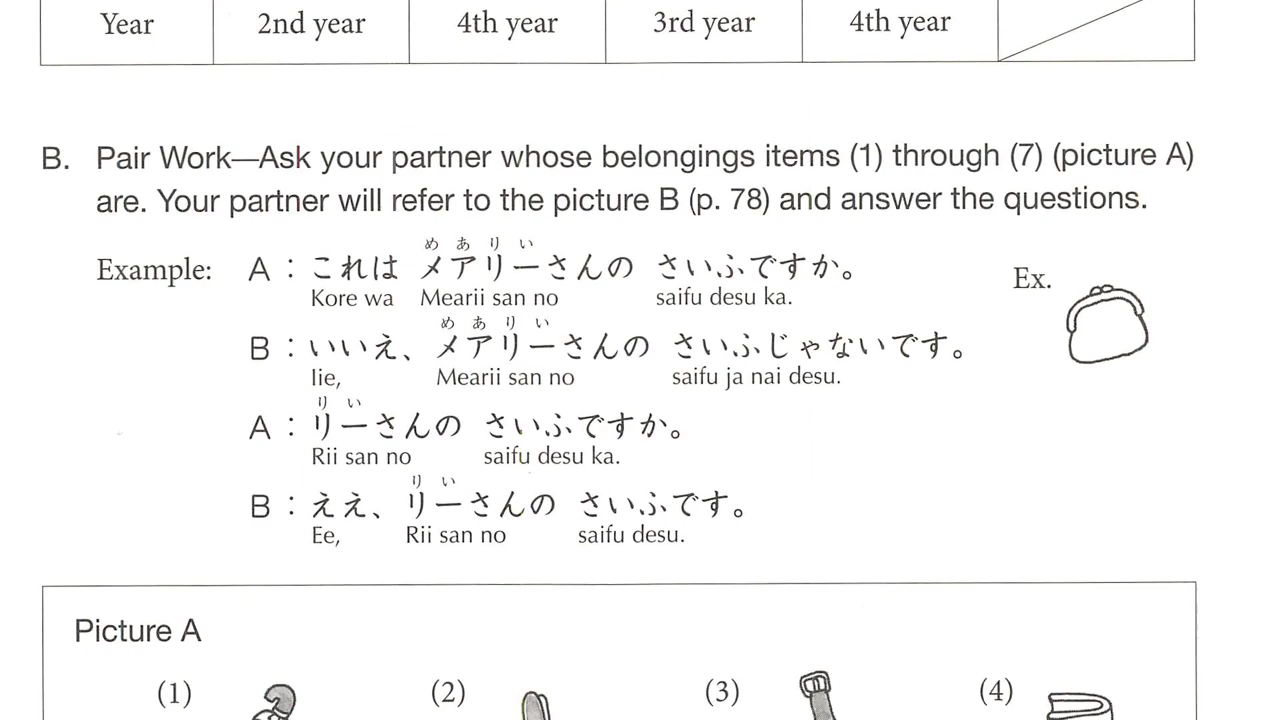 Year 2nd year 4th year 3rd year 4th year
B. Pair Work—Ask your partner whose belongings items (1) through (7) (picture A)
are. Your partner will refer to the picture B (p. 78) and answer the questions.
め あ り い
Example: A：これは メアリーさんの さいふですか。 Ex.
Kore wa Mearii san no saifu desu ka.
め あ り い
B：いいえ、メアリーさんの さいふじゃないです。
Iie, Mearii san no saifu ja nai desu.
り い
A：リーさんの さいふですか。
Rii san no saifu desu ka.
り い
B：ええ、リーさんの さいふです。
Ee, Rii san no saifu desu.
Picture A
(1) (2) (3) (4)